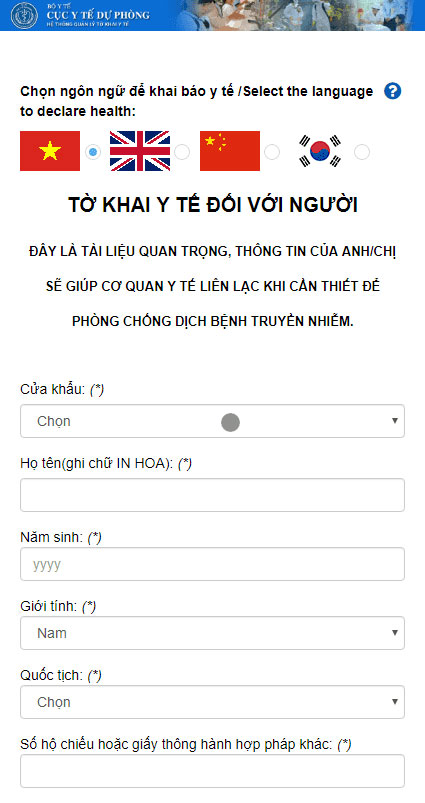 BỘ Y TẾ
CỤC Y TẾ DỰ PHÒNG
HỆ THỐNG QUẢN LÝ TỜ KHAI Y TẾ
Chọn ngôn ngữ để khai báo y tế /Select the language
to declare health:
TỜ KHAI Y TẾ ĐỐI VỚI NGƯỜI
ĐÂY LÀ TÀI LIỆU QUAN TRỌNG, THÔNG TIN CỦA ANH/CHỊ
SẼ GIÚP CƠ QUAN Y TẾ LIÊN LẠC KHI CẦN THIẾT ĐỂ
PHÒNG CHỐNG DỊCH BỆNH TRUYỀN NHIỄM.
Cửa khẩu: (*)
Chọn
Họ tên(ghi chữ IN HOA): (*)
Năm sinh: (*)
yyyy
Giới tính: (*)
Nam
Quốc tịch: (*)
Chọn
Số hộ chiếu hoặc giấy thông hành hợp pháp khác: (*)